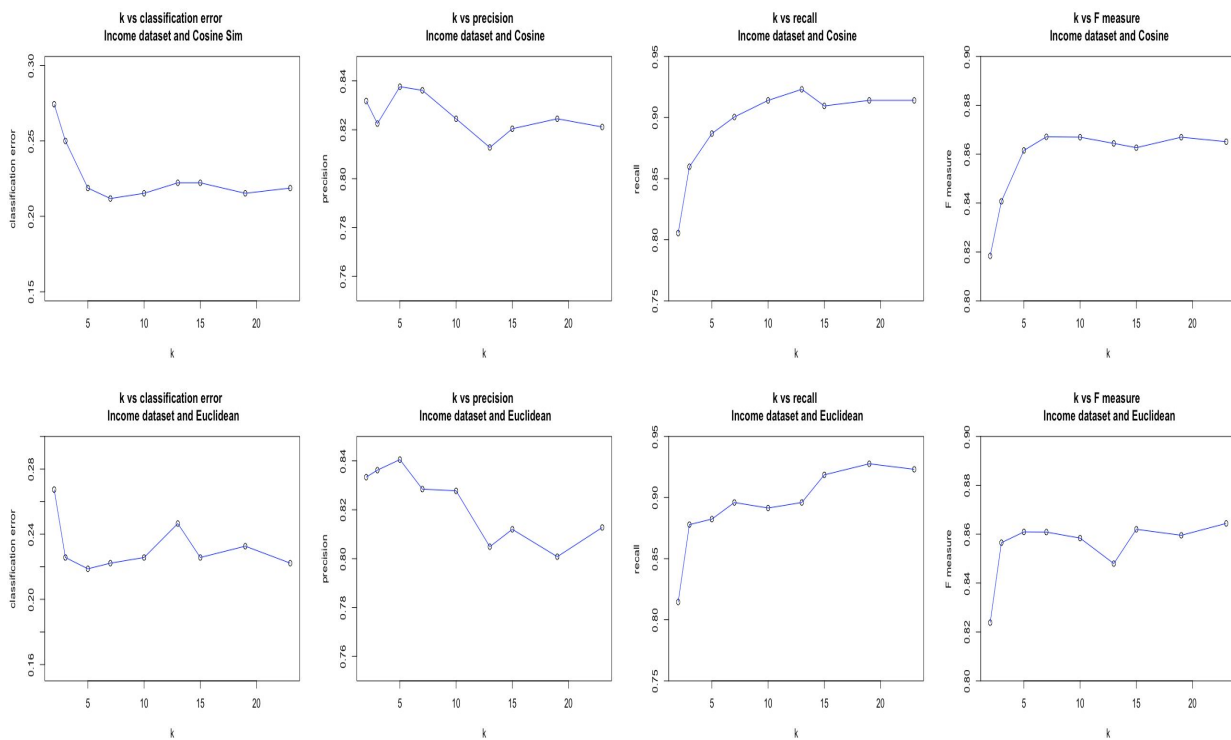 k vs classification error
Income dataset and Cosine Sim
classification error
0.30
0.25
0.20
0.15
5
10
15
20
k
k vs precision
Income dataset and Cosine
precision
0.84
0.82
0.80
0.78
0.76
5
10
15
20
k
k vs recall
Income dataset and Cosine
recall
0.95
0.90
0.85
0.80
0.75
5
10
15
20
k
k vs F measure
Income dataset and Cosine
F measure
0.90
0.88
0.86
0.84
0.82
0.80
5
10
15
20
k
k vs classification error
Income dataset and Euclidean
classification error
0.28
0.24
0.20
0.16
5
10
15
20
k
k vs precision
Income dataset and Euclidean
precision
0.84
0.82
0.80
0.78
0.76
5
10
15
20
k
k vs recall
Income dataset and Euclidean
recall
0.95
0.90
0.85
0.80
0.75
5
10
15
20
k
k vs F measure
Income dataset and Euclidean
F measure
0.90
0.88
0.86
0.84
0.82
0.80
5
10
15
20
k